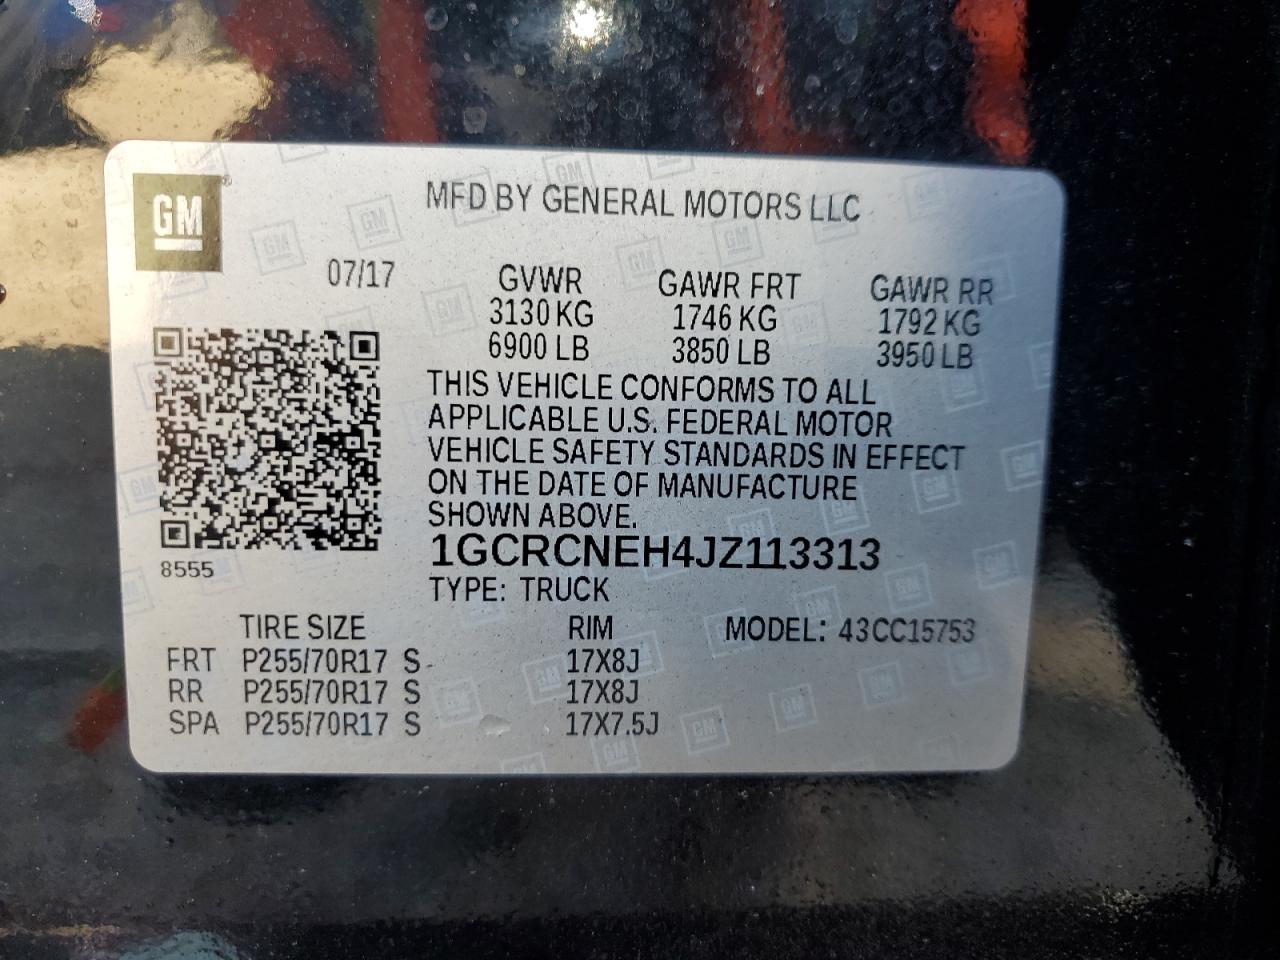 GM®
MFD BY GENERAL MOTORS LLC
07/17
GVWR GAWR FRT GAWR RR
3130 KG 1746 KG 1792 KG
6900 LB 3850 LB 3950 LB
THIS VEHICLE CONFORMS TO ALL
APPLICABLE U.S. FEDERAL MOTOR
VEHICLE SAFETY STANDARDS IN EFFECT
ON THE DATE OF MANUFACTURE
SHOWN ABOVE.
1GCRCNEH4JZ113313
8555
TYPE: TRUCK
TIRE SIZE RIM MODEL: 43CC15753
FRT P255/70R17 S 17X8J
RR P255/70R17 S 17X8J
SPA P255/70R17 S 17X7.5J